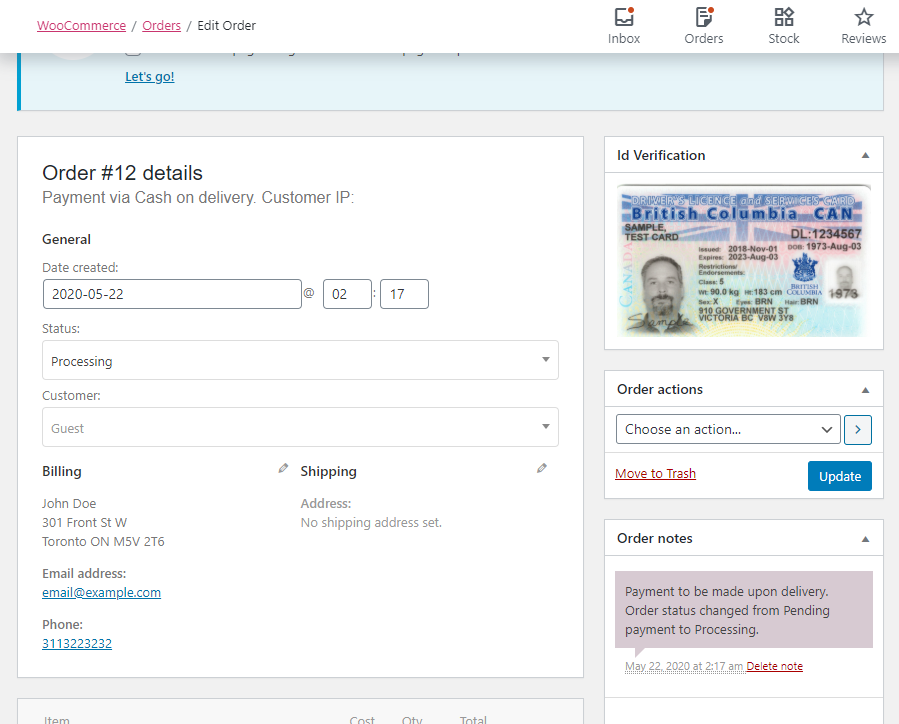 WooCommerce / Orders / Edit Order
Inbox
Orders
Stock
Reviews
Let's go!
Order #12 details
Payment via Cash on delivery. Customer IP:
General
Date created:
2020-05-22 @ 02 : 17
Status:
Processing
Customer:
Guest
Billing
John Doe
301 Front St W
Toronto ON M5V 2T6
Email address:
email@example.com
Phone:
3113223232
Shipping
Address:
No shipping address set.
Item Cost Qty Total
Id Verification
DRIVER'S LICENCE and SERVICES CARD
British Columbia CAN
SAMPLE,
TEST CARD
DL:1234567
Issued: 2018-Nov-01 DOB: 1973-Aug-03
Expires: 2023-Aug-03
Restrictions/
Endorsements:
Class: 5
Wt: 90.0 kg Ht: 183 cm
Sex: X Eyes: BRN Hair: BRN
910 GOVERNMENT ST
VICTORIA BC V8W 3Y8
CANADA
BRITISH
COLUMBIA
1973
Sample
Order actions
Choose an action...
Move to Trash
Update
Order notes
Payment to be made upon delivery.
Order status changed from Pending
payment to Processing.
May 22, 2020 at 2:17 am Delete note